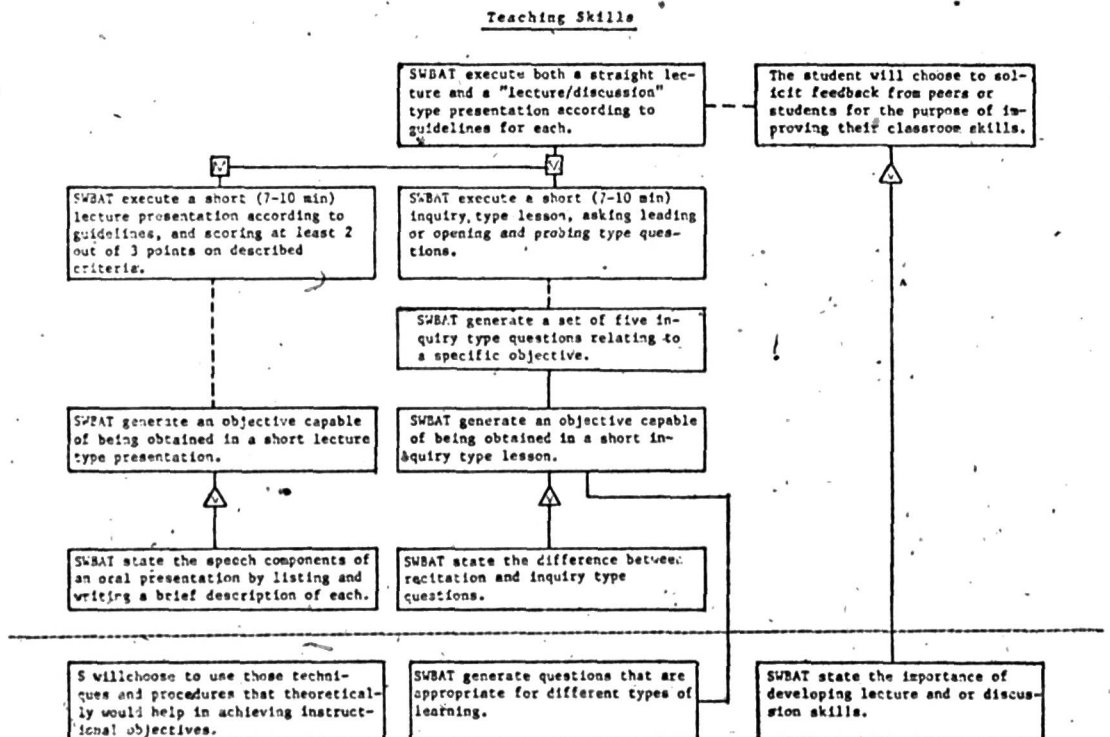 Teaching Skills
SWBAT execute both a straight lec-
ture and a "lecture/discussion"
type presentation according to
guidelines for each.
The student will choose to sol-
icit feedback from peers or
students for the purpose of im-
proving their classroom skills.
V
V
V
SWBAT execute a short (7-10 min)
lecture presentation according to
guidelines, and scoring at least 2
out of 3 points on described
criteria.
SWBAT execute a short (7-10 min)
inquiry type lesson, asking leading
or opening and probing type ques-
tions.
SWBAT generate a set of five in-
quiry type questions relating to
a specific objective.
SWBAT generate an objective capable
of being obtained in a short lecture
type presentation.
SWBAT generate an objective capable
of being obtained in a short in-
quiry type lesson.
V
V
SWBAT state the speech components of
an oral presentation by listing and
writing a brief description of each.
SWBAT state the difference between
recitation and inquiry type
questions.
S willchoose to use those techni-
ques and procedures that theoretical-
ly would help in achieving instruct-
ional objectives.
SWBAT generate questions that are
appropriate for different types of
learning.
SWBAT state the importance of
developing lecture and or discus-
sion skills.